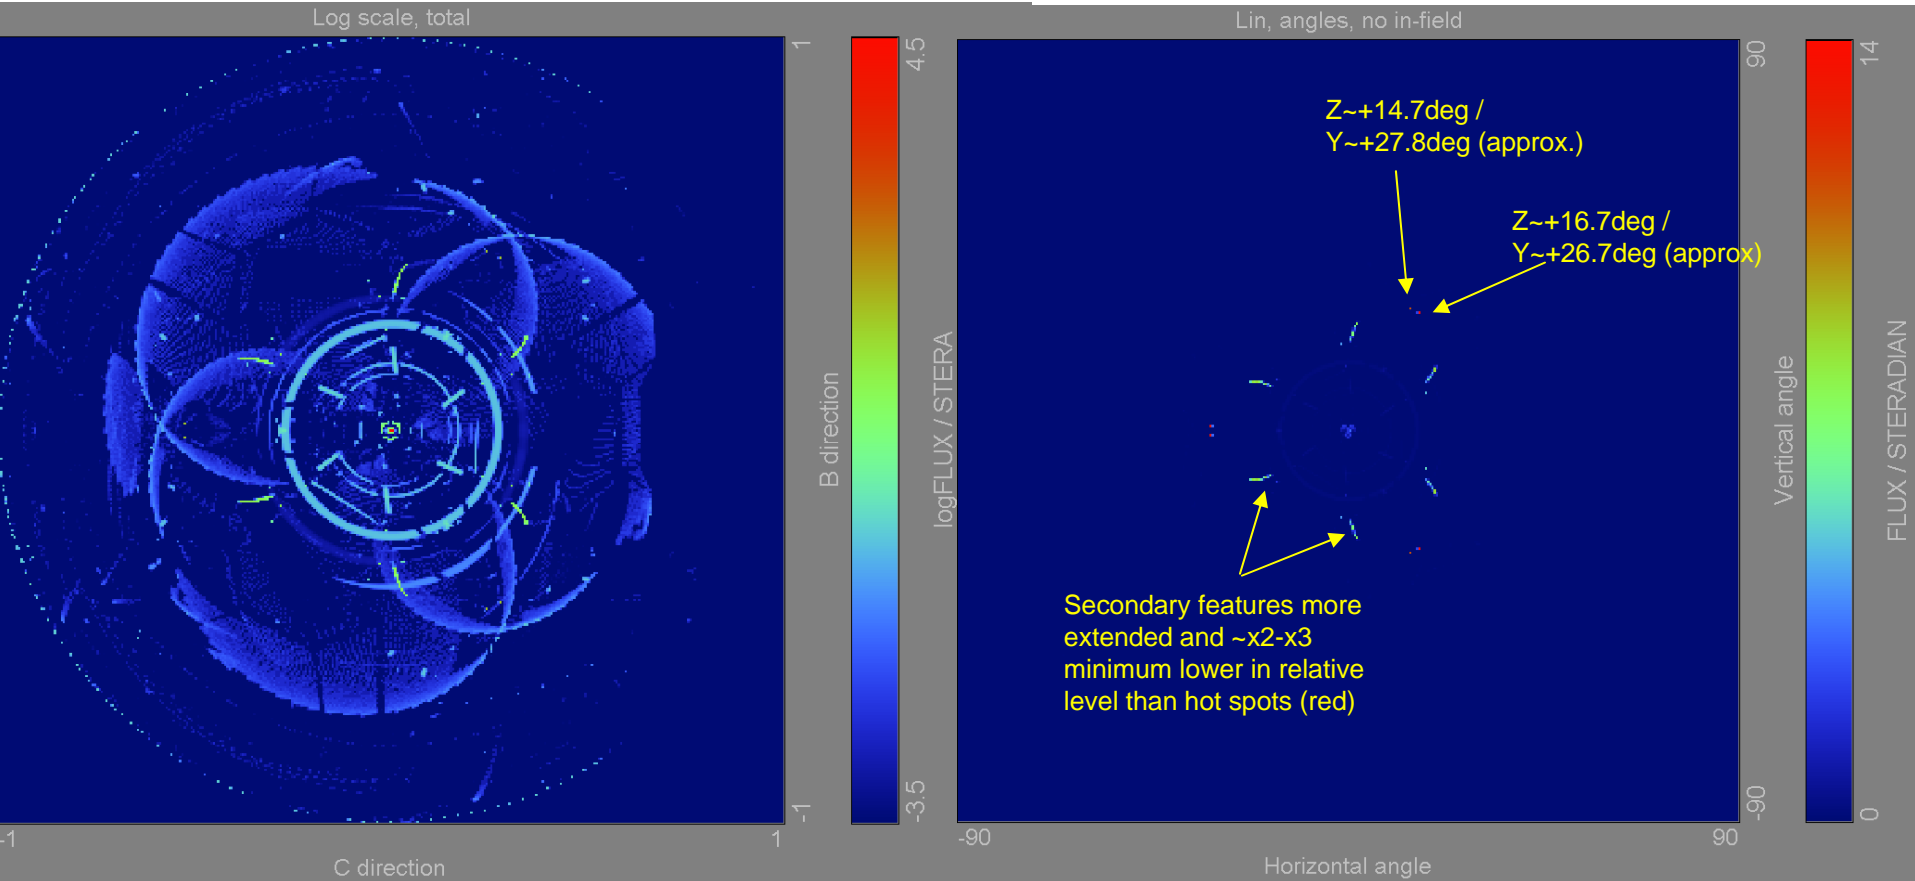 Log scale, total
1
-1
B direction
-1
1
C direction
4.5
-3.5
logFLUX / STERA
Lin, angles, no in-field
Z~+14.7deg /
Y~+27.8deg (approx.)
Z~+16.7deg /
Y~+26.7deg (approx)
Secondary features more
extended and ~x2-x3
minimum lower in relative
level than hot spots (red)
90
-90
Vertical angle
-90
90
Horizontal angle
14
0
FLUX / STERADIAN